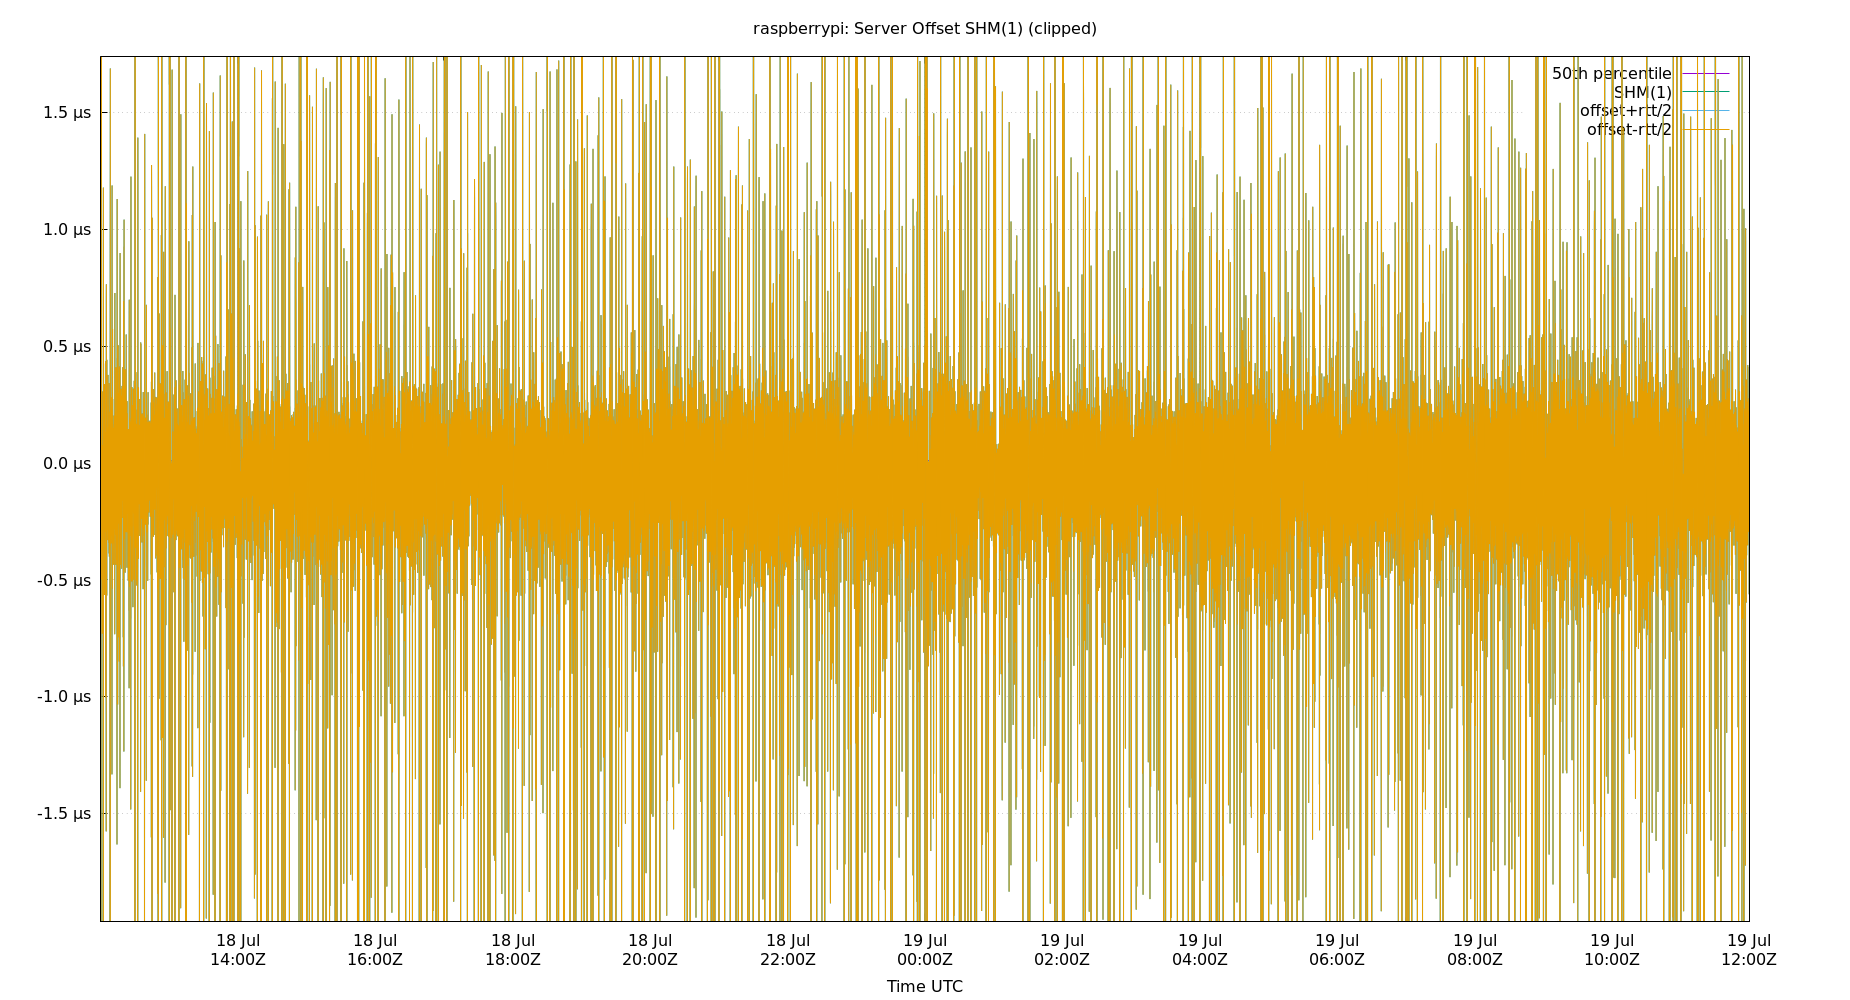 raspberrypi: Server Offset SHM(1) (clipped)
50th percentile
SHM(1)
offset+rtt/2
offset-rtt/2
1.5 µs
1.0 µs
0.5 µs
0.0 µs
-0.5 µs
-1.0 µs
-1.5 µs
18 Jul 18 Jul 18 Jul 18 Jul 18 Jul 19 Jul 19 Jul 19 Jul 19 Jul 19 Jul 19 Jul 19 Jul
14:00Z 16:00Z 18:00Z 20:00Z 22:00Z 00:00Z 02:00Z 04:00Z 06:00Z 08:00Z 10:00Z 12:00Z
Time UTC